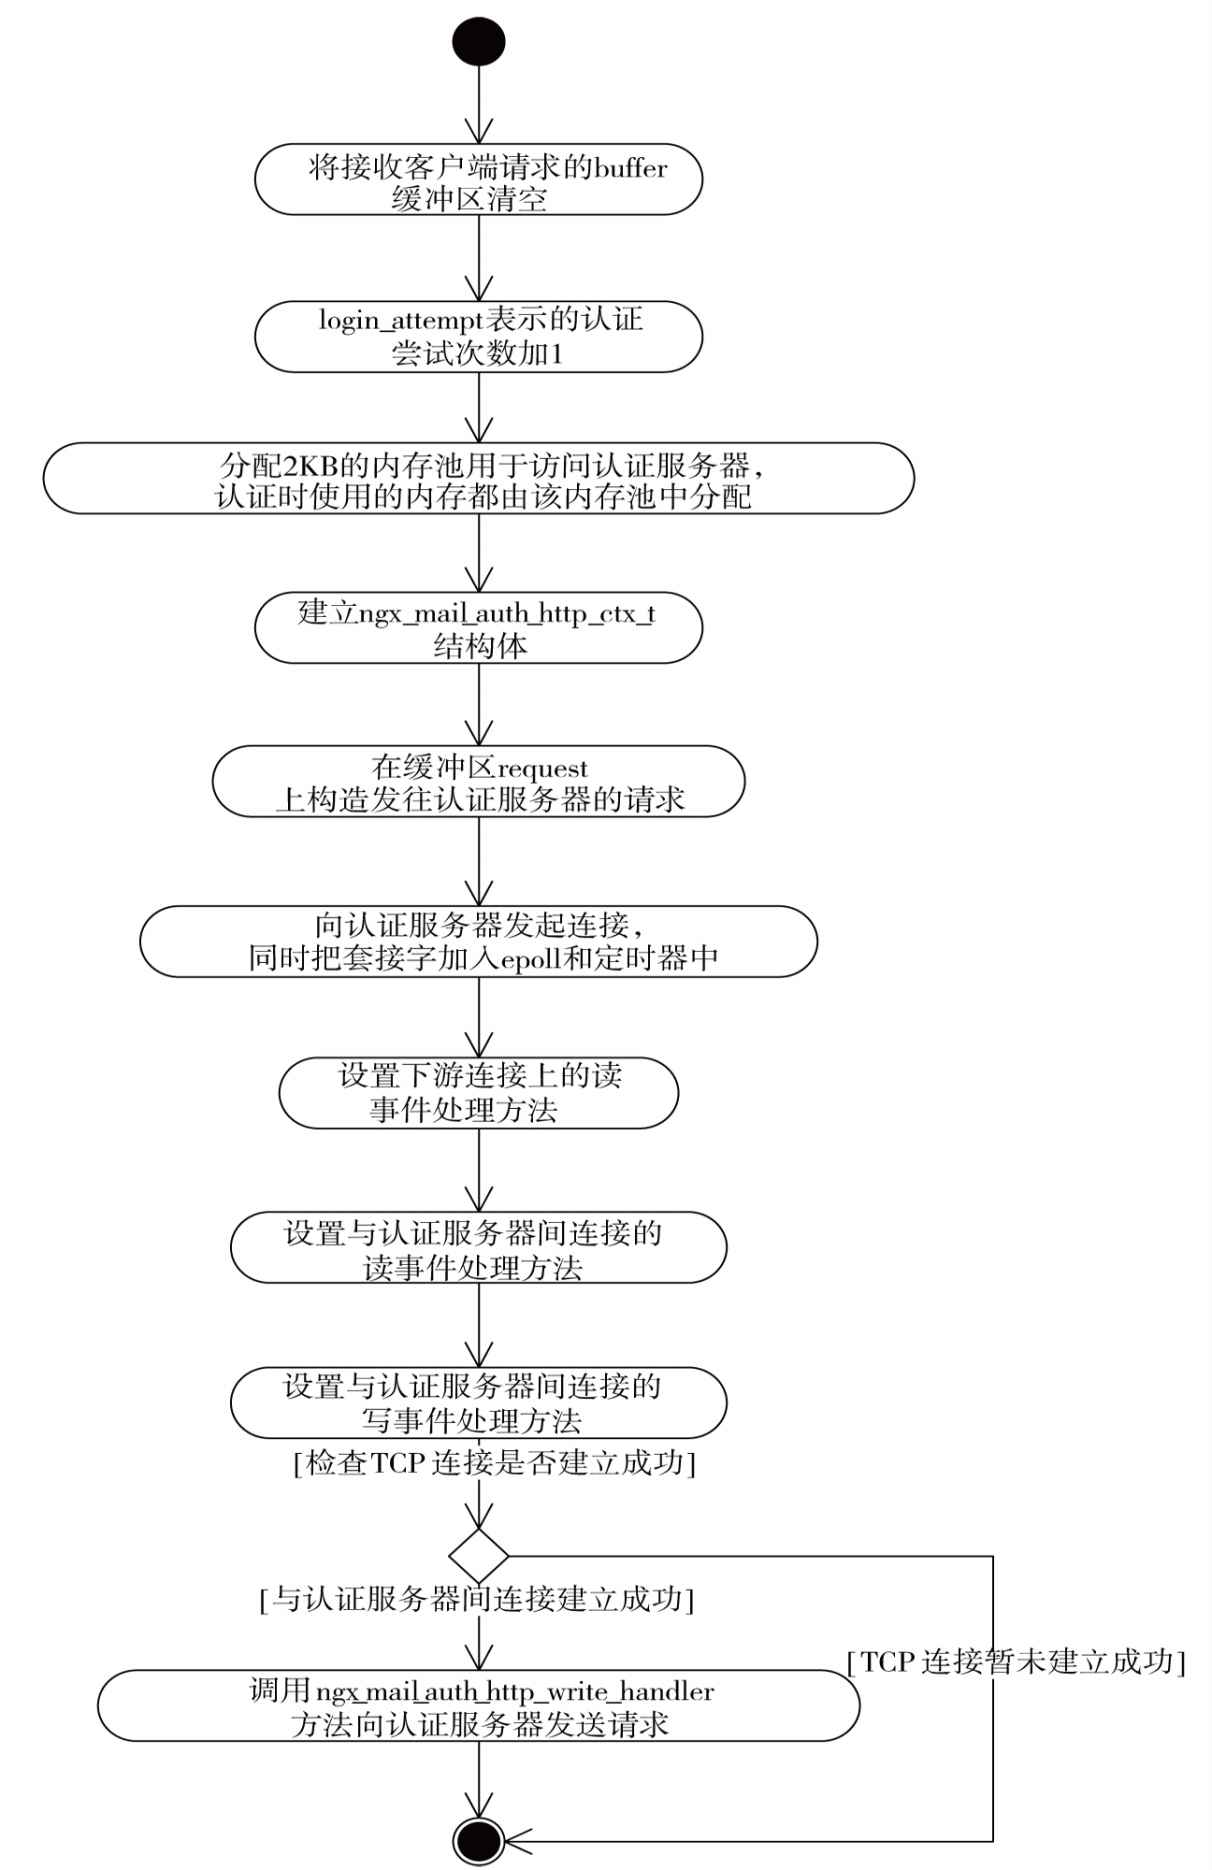 将接收客户端请求的buffer
缓冲区清空
login_attempt表示的认证
尝试次数加1
分配2KB的内存池用于访问认证服务器，
认证时使用的内存都由该内存池中分配
建立ngx_mail_auth_http_ctx_t
结构体
在缓冲区request
上构造发往认证服务器的请求
向认证服务器发起连接，
同时把套接字加入epoll和定时器中
设置下游连接上的读
事件处理方法
设置与认证服务器间连接的
读事件处理方法
设置与认证服务器间连接的
写事件处理方法
[检查TCP 连接是否建立成功]
[与认证服务器间连接建立成功]
[TCP 连接暂未建立成功]
调用ngx_mail_auth_http_write_handler
方法向认证服务器发送请求